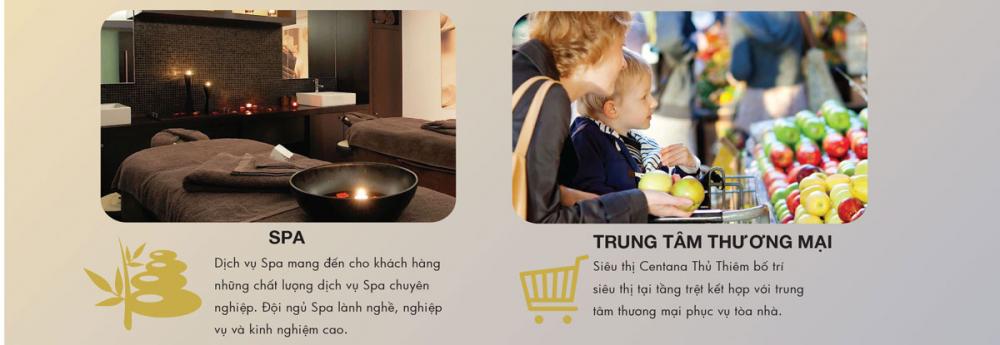 SPA
Dịch vụ Spa mang đến cho khách hàng
những chất lượng dịch vụ Spa chuyên
nghiệp. Đội ngũ Spa lành nghề, nghiệp
vụ và kinh nghiệm cao.
TRUNG TÂM THƯƠNG MẠI
Siêu thị Centana Thủ Thiêm bố trí
siêu thị tại tầng trệt kết hợp với trung
tâm thương mại phục vụ tòa nhà.